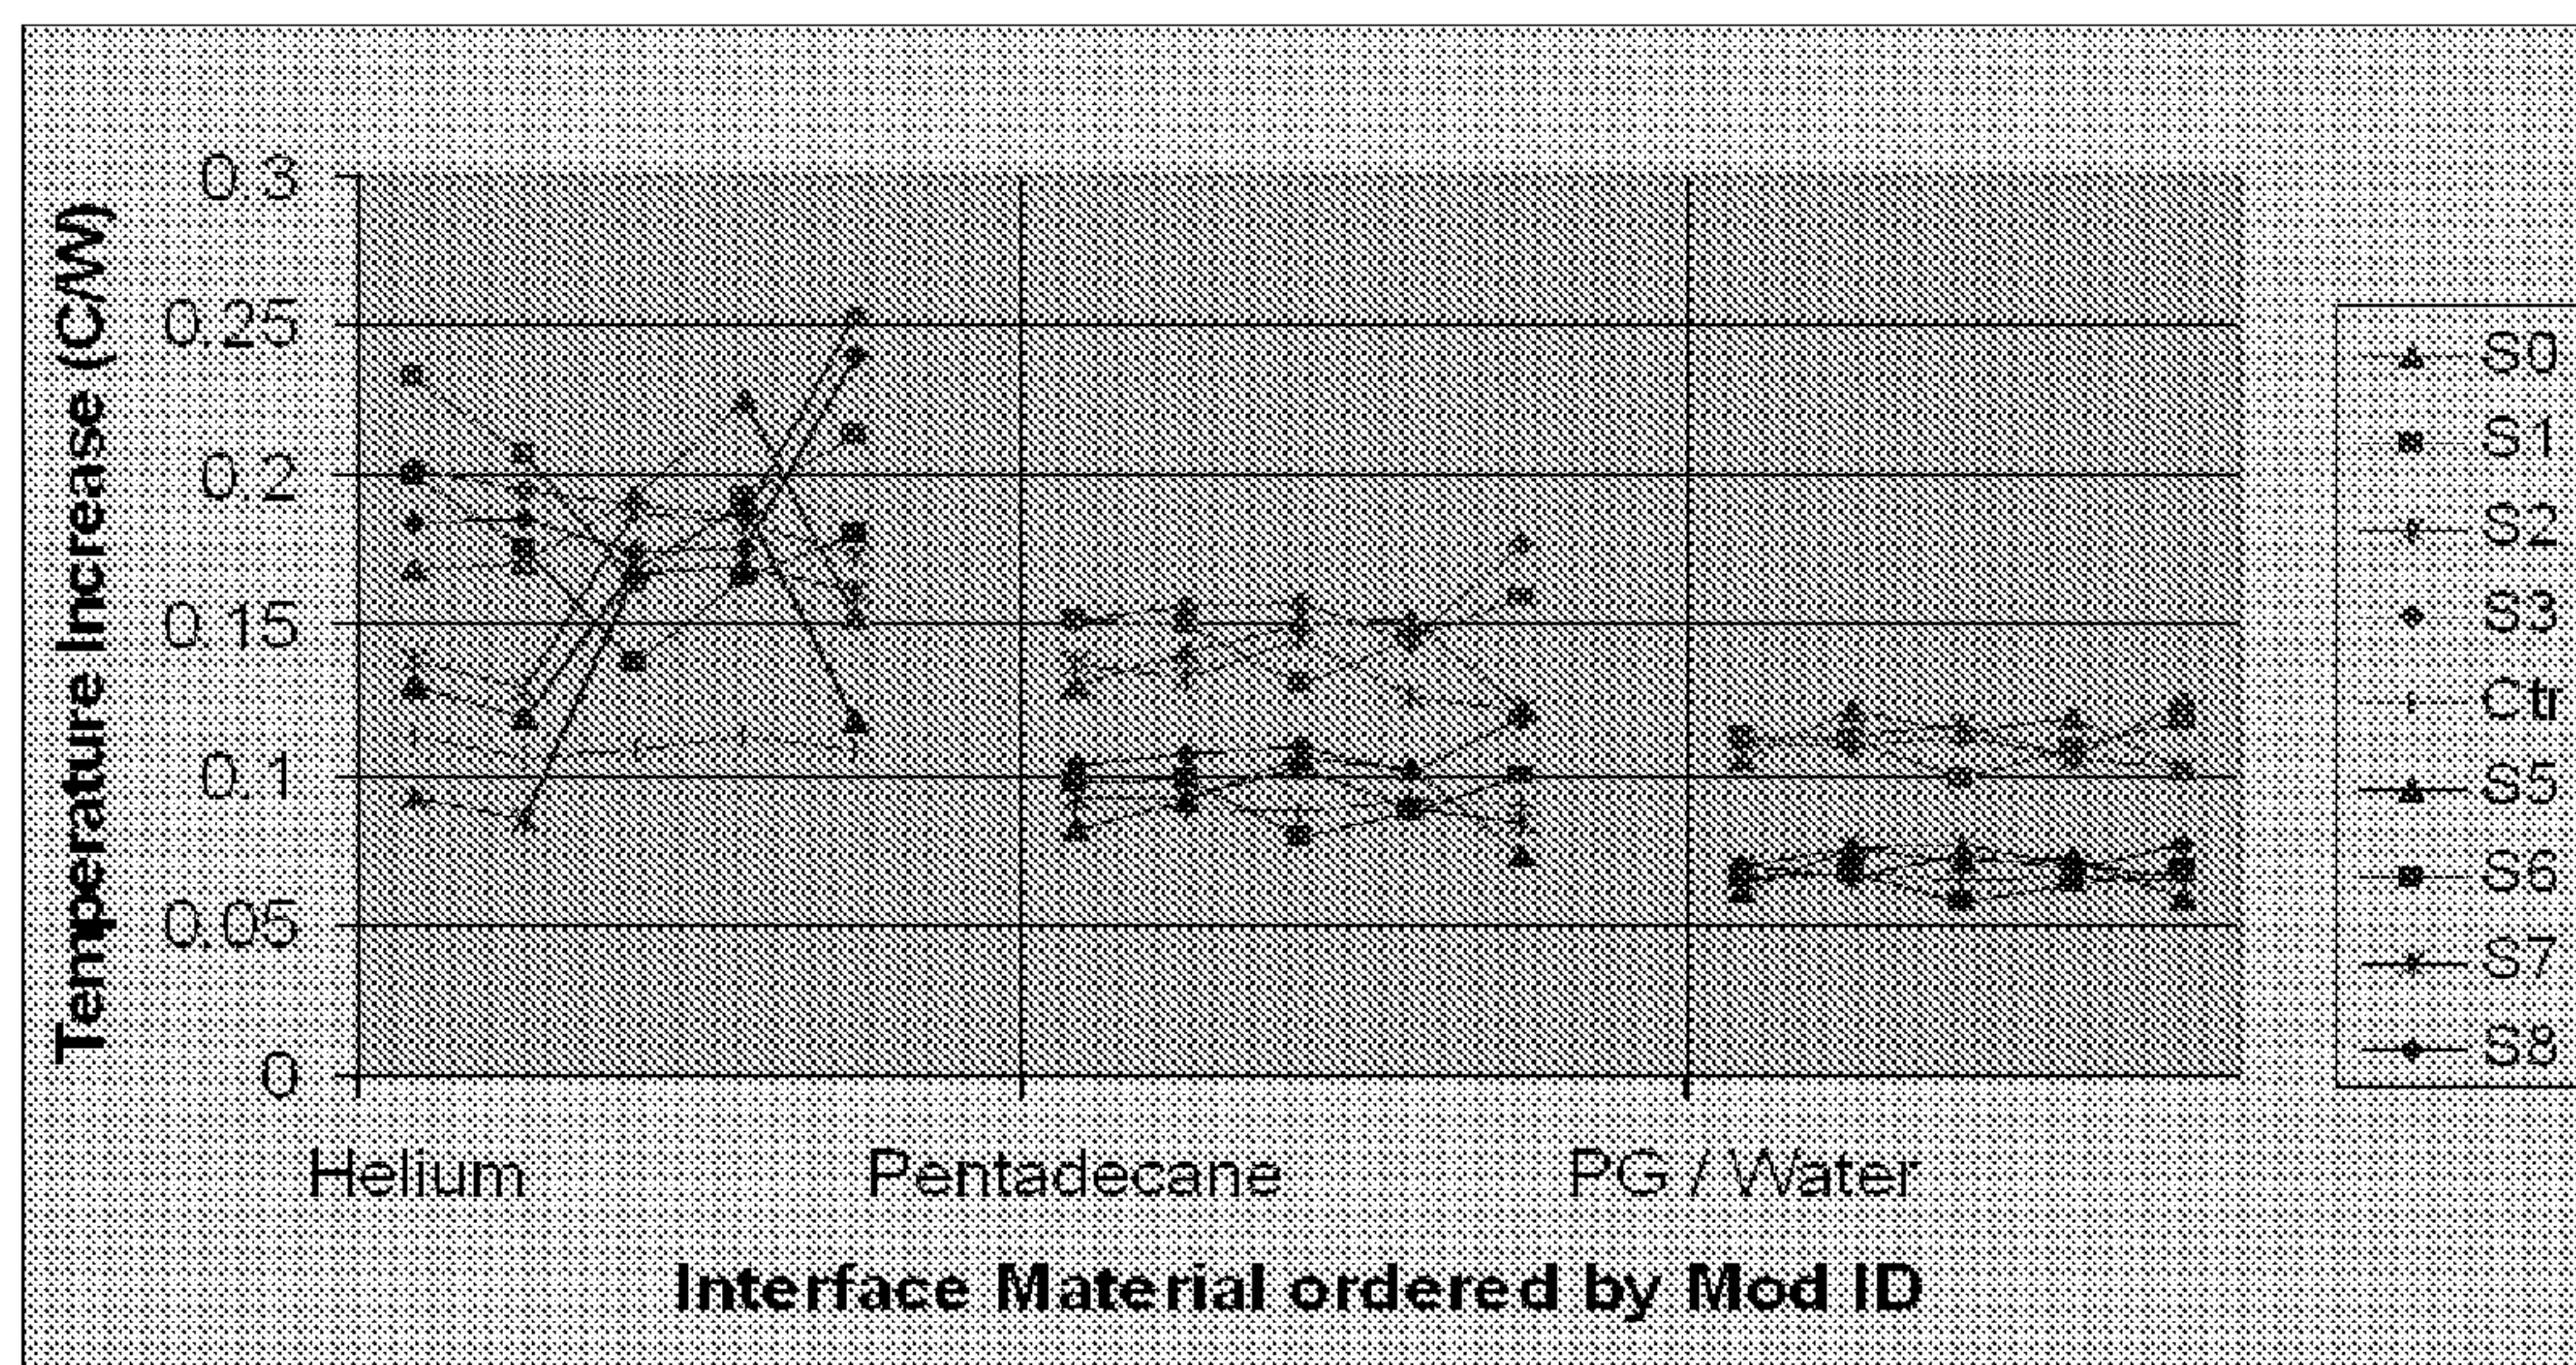 Temperature Increase (C/W)
0.3
0.25
0.2
0.15
0.1
0.05
0
Helium
Pentadecane
PG / Water
Interface Material ordered by Mod ID
S0
S1
S2
S3
Ctr
S5
S6
S7
S8